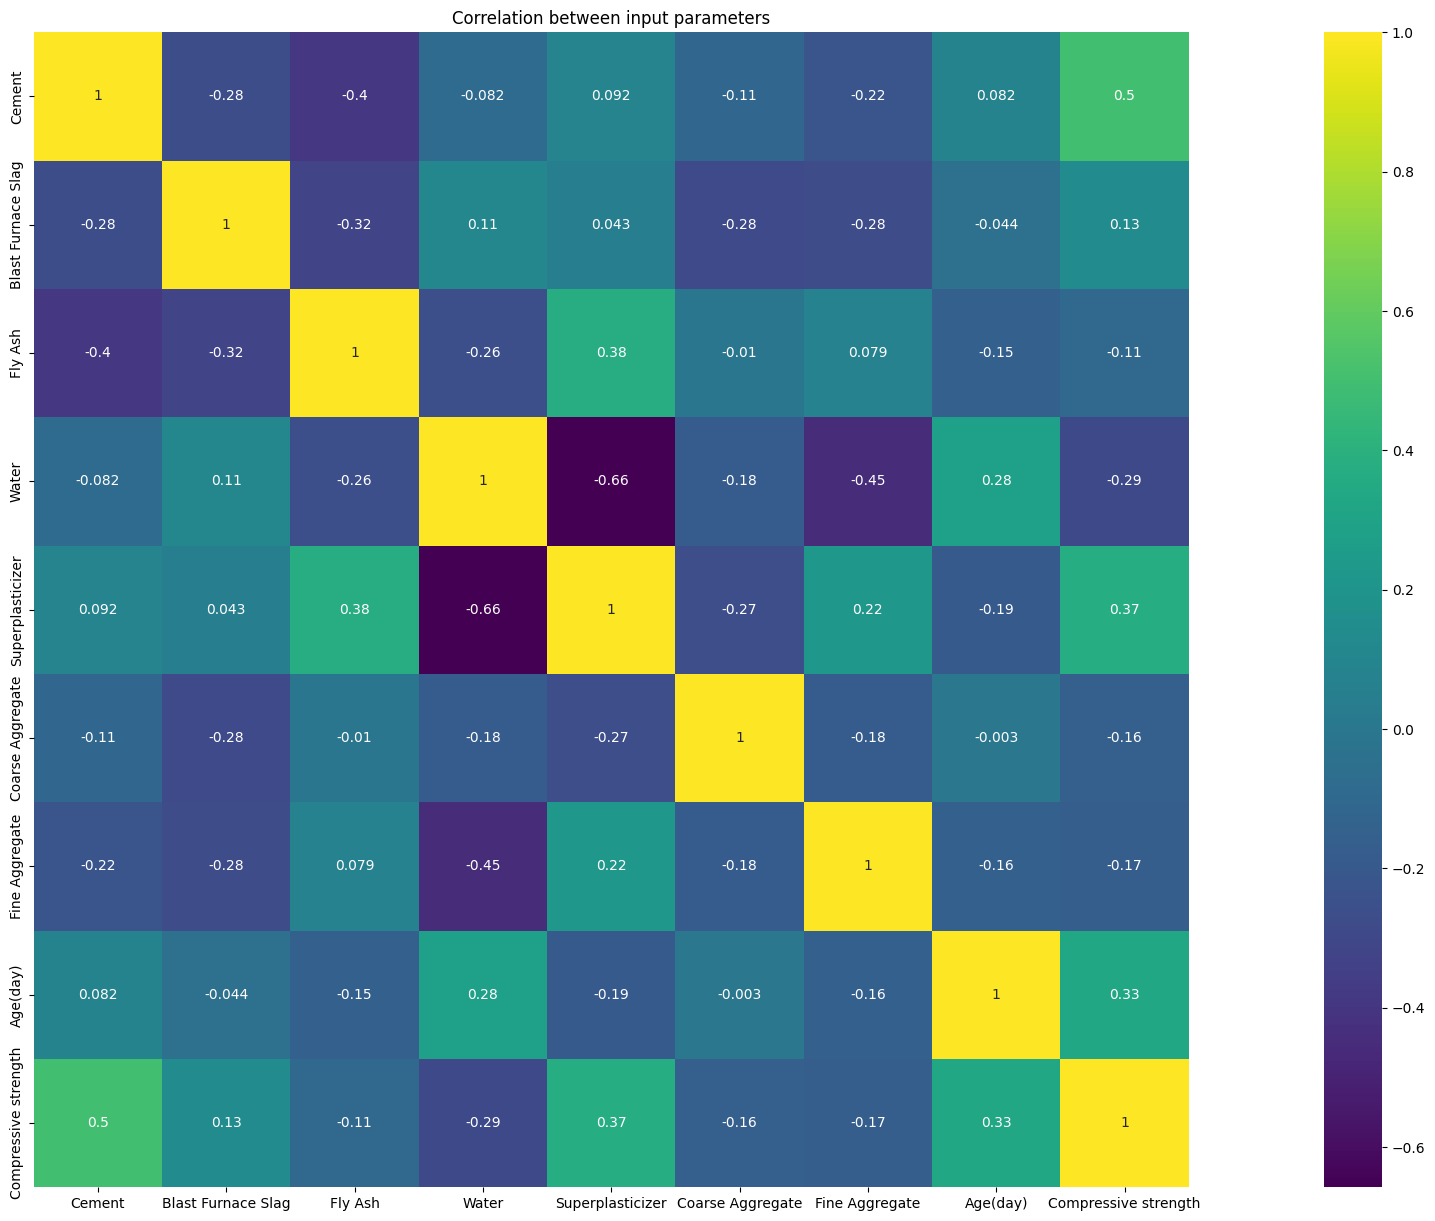 Correlation between input parameters
Cement 1 -0.28 -0.4 -0.082 0.092 -0.11 -0.22 0.082 0.5
Blast Furnace Slag -0.28 1 -0.32 0.11 0.043 -0.28 -0.28 -0.044 0.13
Fly Ash -0.4 -0.32 1 -0.26 0.38 -0.01 0.079 -0.15 -0.11
Water -0.082 0.11 -0.26 1 -0.66 -0.18 -0.45 0.28 -0.29
Superplasticizer 0.092 0.043 0.38 -0.66 1 -0.27 0.22 -0.19 0.37
Coarse Aggregate -0.11 -0.28 -0.01 -0.18 -0.27 1 -0.18 -0.003 -0.16
Fine Aggregate -0.22 -0.28 0.079 -0.45 0.22 -0.18 1 -0.16 -0.17
Age(day) 0.082 -0.044 -0.15 0.28 -0.19 -0.003 -0.16 1 0.33
Compressive strength 0.5 0.13 -0.11 -0.29 0.37 -0.16 -0.17 0.33 1
Cement Blast Furnace Slag Fly Ash Water Superplasticizer Coarse Aggregate Fine Aggregate Age(day) Compressive strength
1.0
0.8
0.6
0.4
0.2
0.0
−0.2
−0.4
−0.6